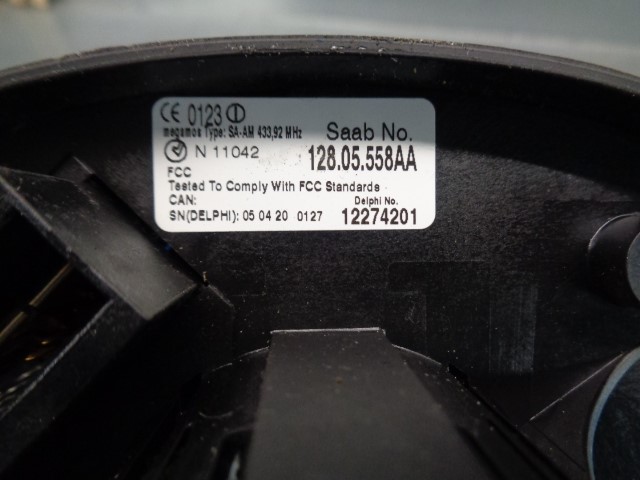 CE 0123
megamos Type: SA-AM 433,92 MHz
Saab No.
N 11042
128.05.558AA
FCC
Tested To Comply With FCC Standards
CAN:
Delphi No.
SN(DELPHI): 05 04 20 0127
12274201